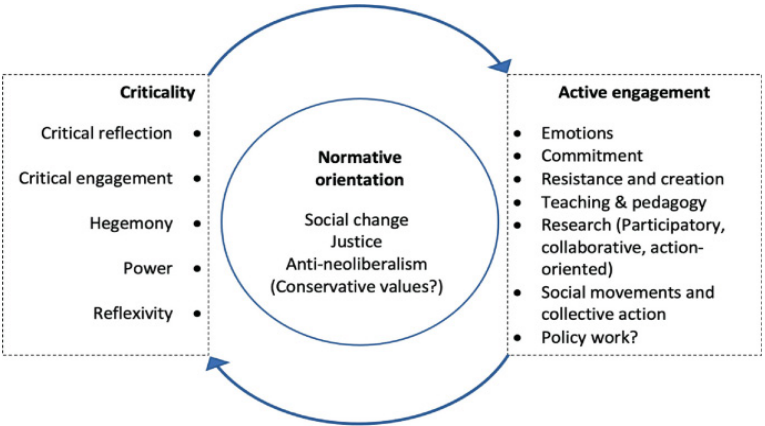 Criticality
Critical reflection •
Critical engagement •
Hegemony •
Power •
Reflexivity •
Normative
orientation
Social change
Justice
Anti-neoliberalism
(Conservative values?)
Active engagement
• Emotions
• Commitment
• Resistance and creation
• Teaching & pedagogy
• Research (Participatory,
collaborative, action-
oriented)
• Social movements and
collective action
• Policy work?